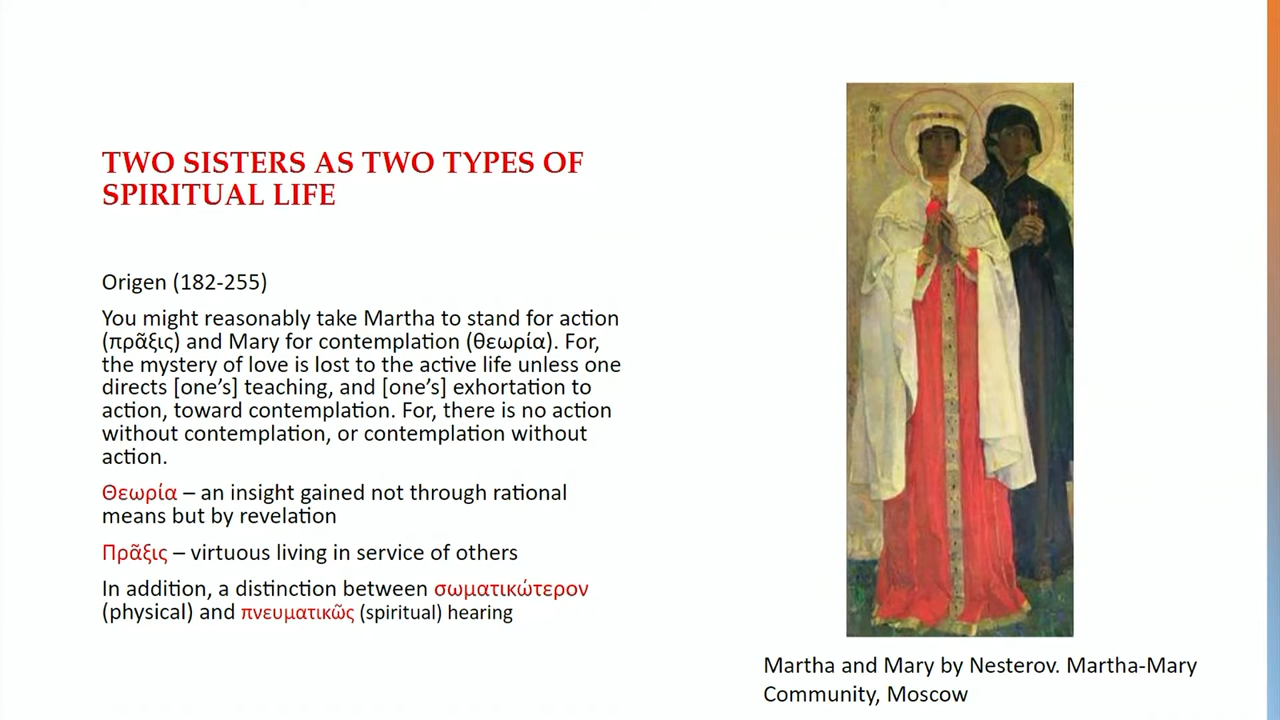 TWO SISTERS AS TWO TYPES OF
SPIRITUAL LIFE
Origen (182-255)
You might reasonably take Martha to stand for action
(πρᾶξις) and Mary for contemplation (θεωρία). For,
the mystery of love is lost to the active life unless one
directs [one’s] teaching, and [one’s] exhortation to
action, toward contemplation. For, there is no action
without contemplation, or contemplation without
action.
Θεωρία – an insight gained not through rational
means but by revelation
Πρᾶξις – virtuous living in service of others
In addition, a distinction between σωματικώτερον
(physical) and πνευματικῶς (spiritual) hearing
Martha and Mary by Nesterov. Martha-Mary
Community, Moscow